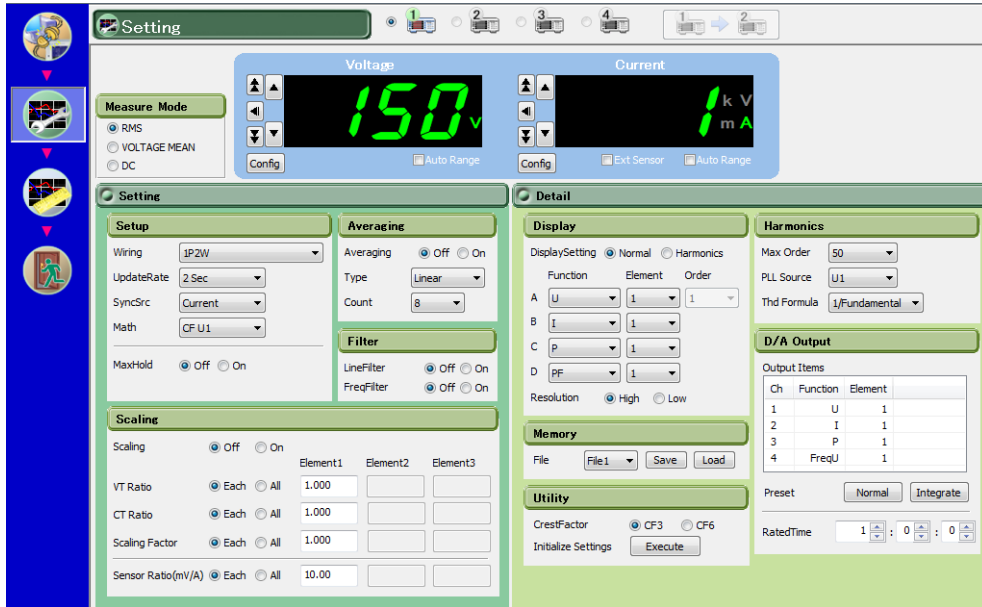 Setting
1 2 3 4 1 2
Voltage Current
150 V 1 k V m A
Config Auto Range Config Ext Sensor Auto Range
Measure Mode
RMS
VOLTAGE MEAN
DC
Setting
Setup
Wiring 1P2W
UpdateRate 2 Sec
SyncSrc Current
Math CF U1
MaxHold Off On
Averaging
Averaging Off On
Type Linear
Count 8
Filter
LineFilter Off On
FreqFilter Off On
Scaling
Scaling Off On
Element1 Element2 Element3
VT Ratio Each All 1.000
CT Ratio Each All 1.000
Scaling Factor Each All 1.000
Sensor Ratio(mV/A) Each All 10.00
Detail
Display
DisplaySetting Normal Harmonics
Function Element Order
A U 1 1
B I 1
C P 1
D PF 1
Resolution High Low
Memory
File File1 Save Load
Utility
CrestFactor CF3 CF6
Initialize Settings Execute
Harmonics
Max Order 50
PLL Source U1
Thd Formula 1/Fundamental
D/A Output
Output Items
Ch Function Element
1 U 1
2 I 1
3 P 1
4 FreqU 1
Preset Normal Integrate
RatedTime 1 : 0 : 0